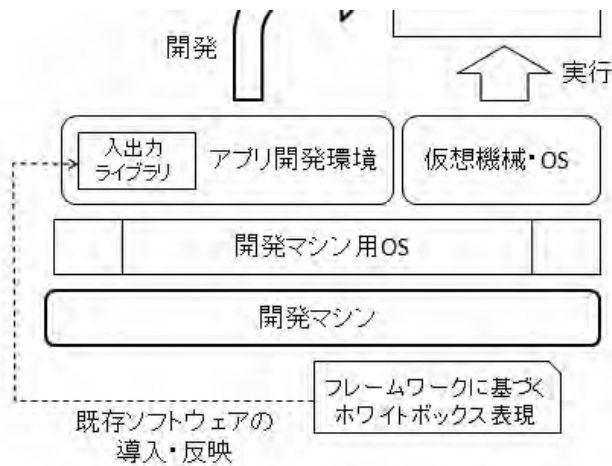 開発
実行
入出力
ライブラリ
アプリ開発環境
仮想機械・OS
開発マシン用OS
開発マシン
フレームワークに基づく
ホワイトボックス表現
既存ソフトウェアの
導入・反映